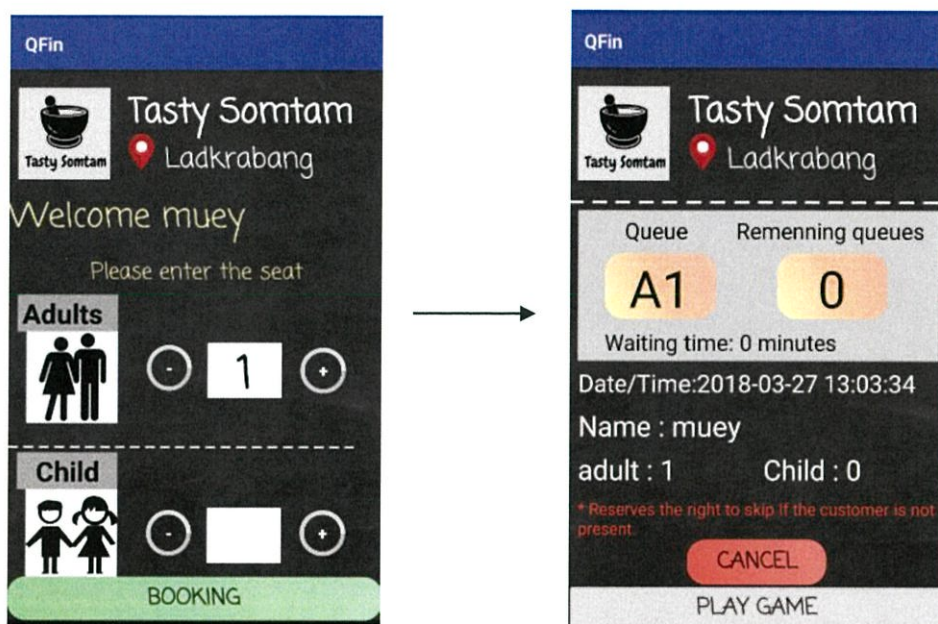 QFin
Tasty Somtam
Tasty Somtam
Ladkrabang
Welcome muey
Please enter the seat
Adults
- 1 +
Child
- +
BOOKING
QFin
Tasty Somtam
Tasty Somtam
Ladkrabang
Queue Remenning queues
A1 0
Waiting time: 0 minutes
Date/Time:2018-03-27 13:03:34
Name : muey
adult : 1 Child : 0
* Reserves the right to skip if the customer is not
present.
CANCEL
PLAY GAME